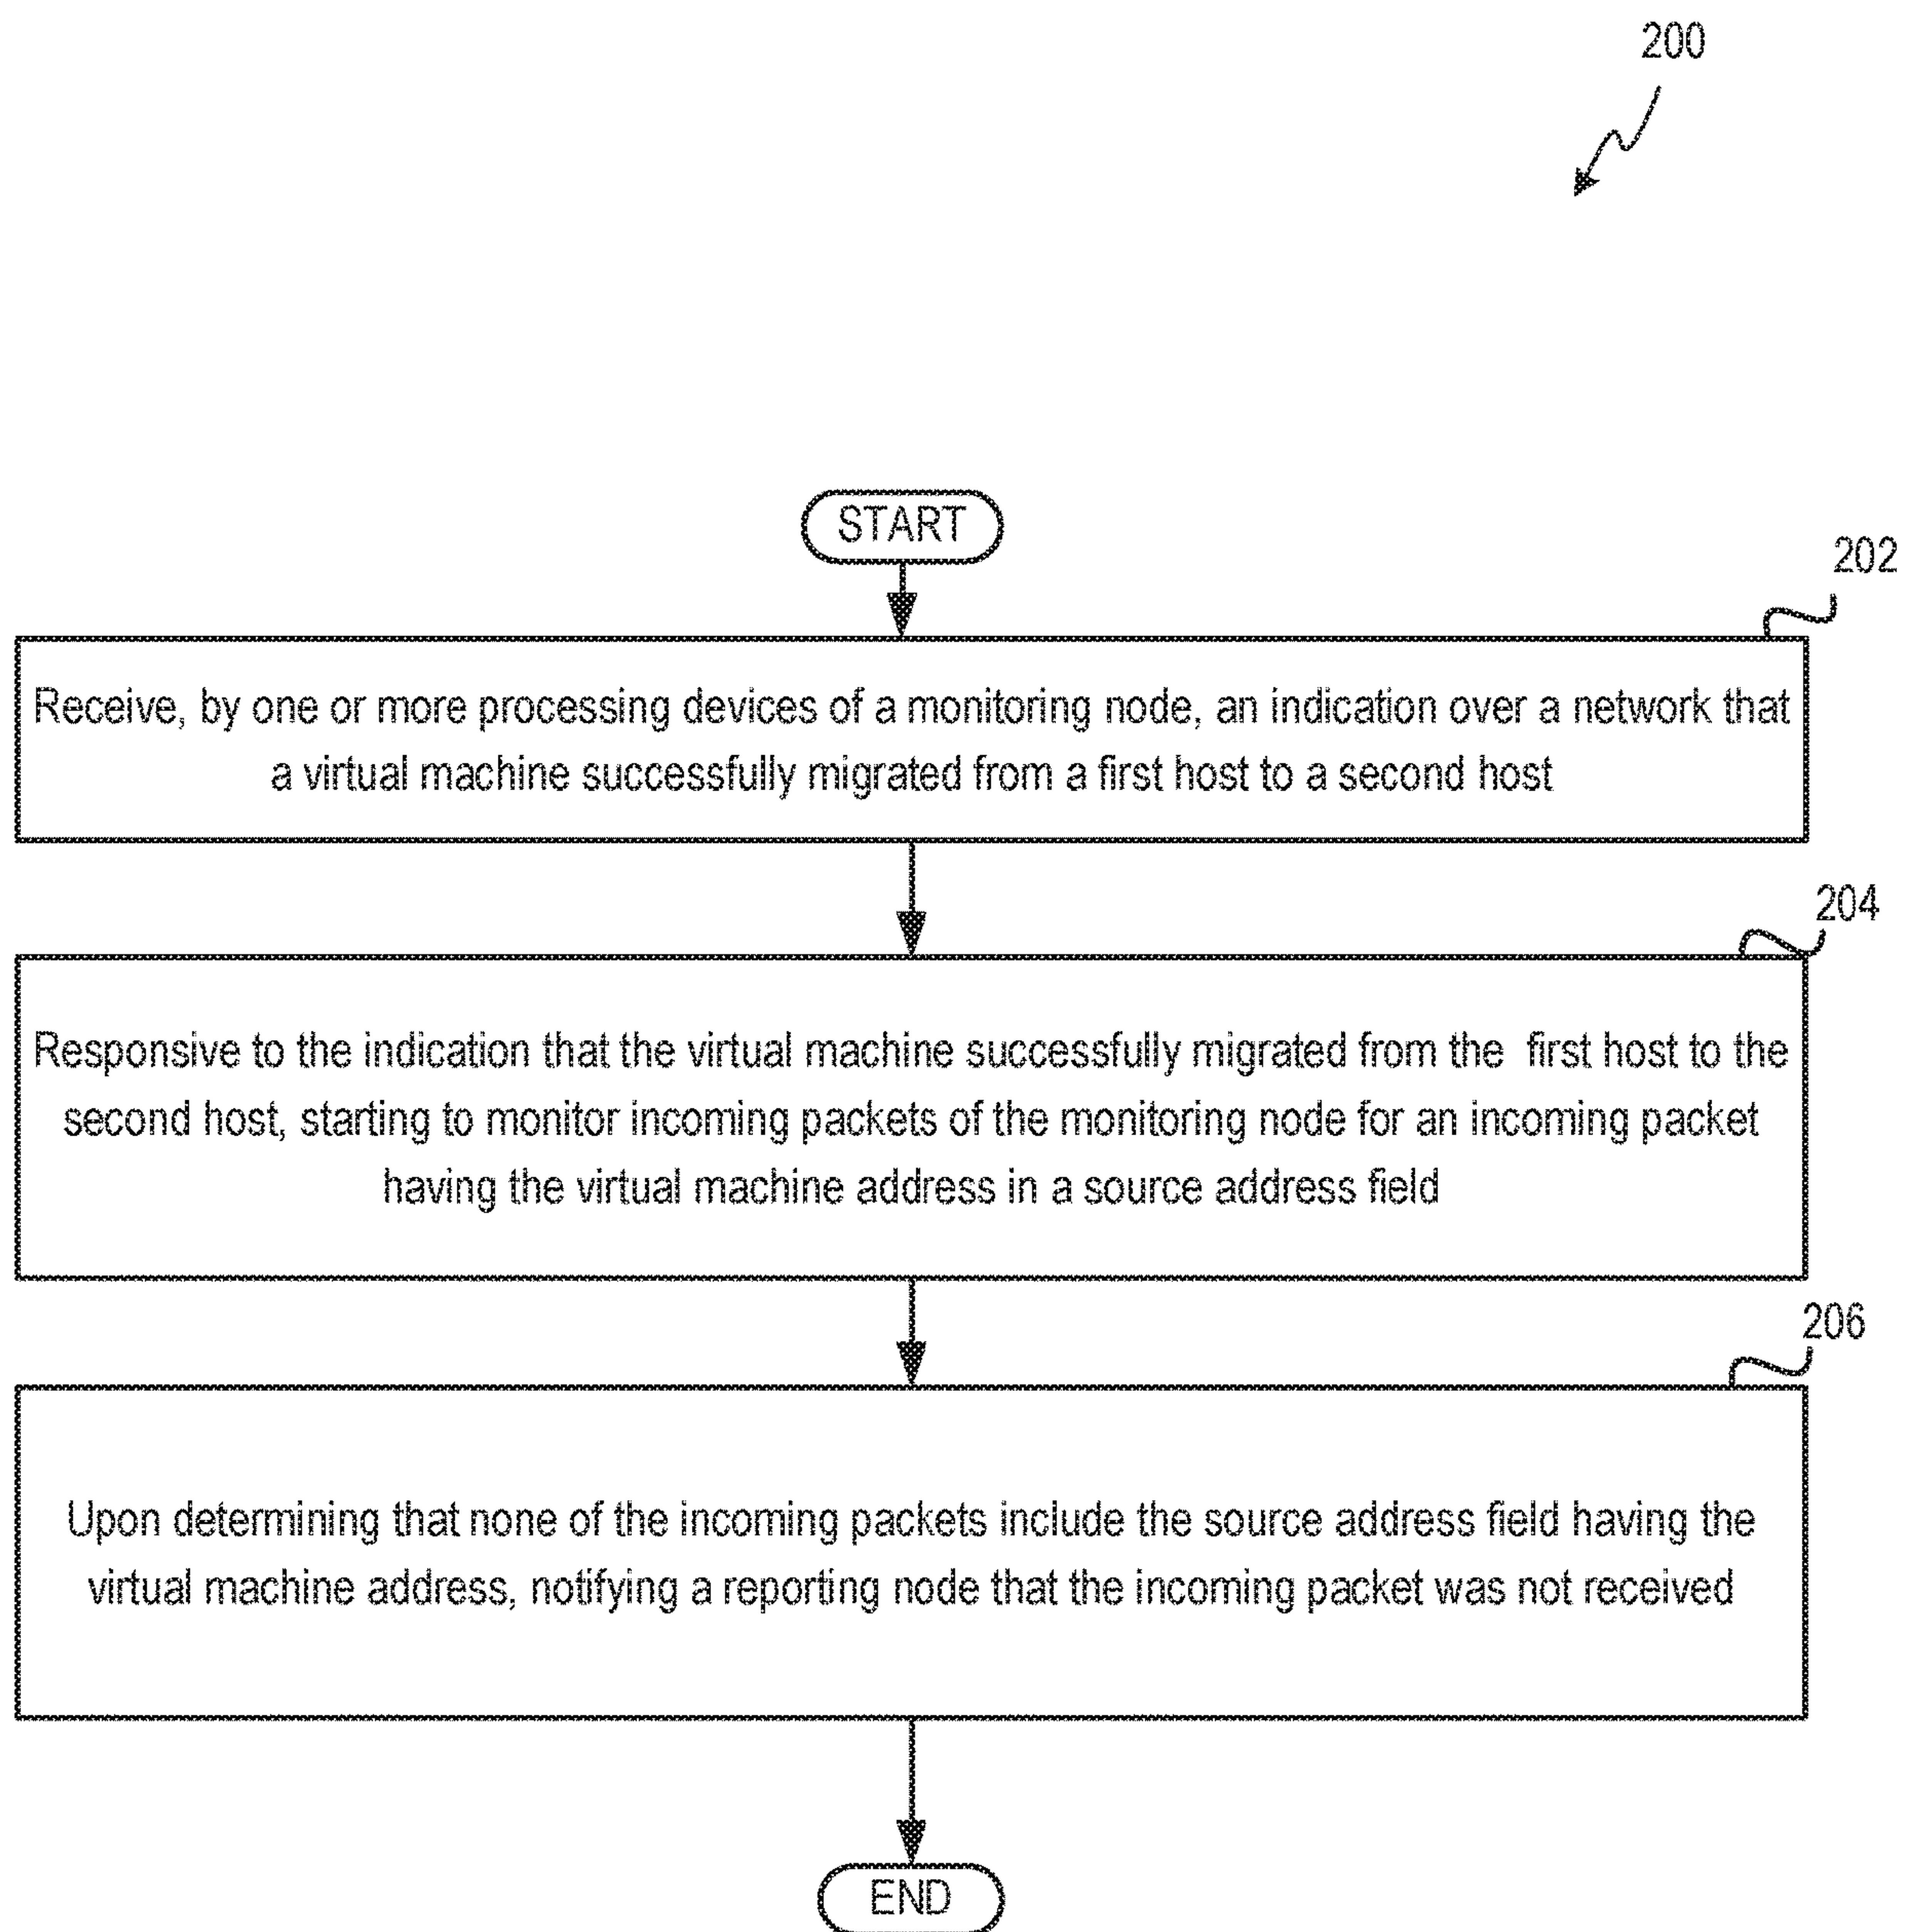 200
START
202
Receive, by one or more processing devices of a monitoring node, an indication over a network that
a virtual machine successfully migrated from a first host to a second host
204
Responsive to the indication that the virtual machine successfully migrated from the first host to the
second host, starting to monitor incoming packets of the monitoring node for an incoming packet
having the virtual machine address in a source address field
206
Upon determining that none of the incoming packets include the source address field having the
virtual machine address, notifying a reporting node that the incoming packet was not received
END